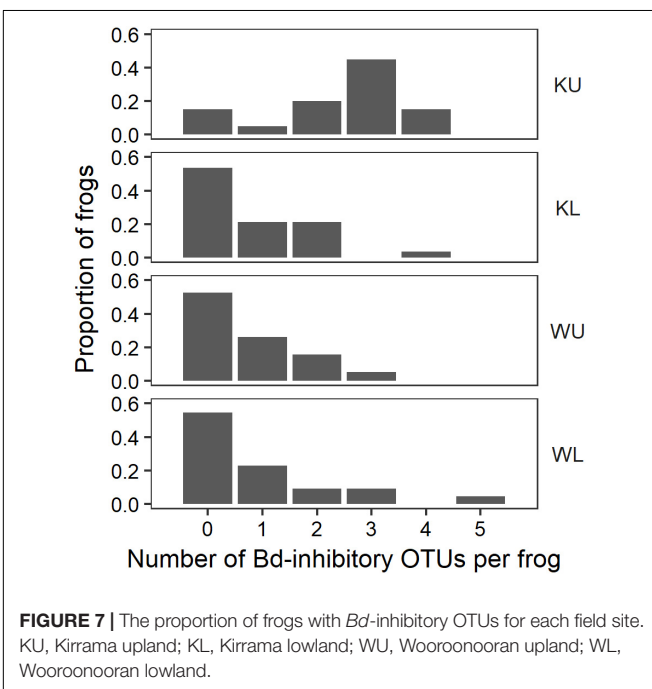 0.6
0.4
0.2
0.0
KU
0.6
0.4
0.2
0.0
KL
0.6
0.4
0.2
0.0
WU
0.6
0.4
0.2
0.0
WL
Proportion of frogs
0 1 2 3 4 5
Number of Bd-inhibitory OTUs per frog
FIGURE 7 | The proportion of frogs with Bd-inhibitory OTUs for each field site.
KU, Kirrama upland; KL, Kirrama lowland; WU, Wooroonooran upland; WL,
Wooroonooran lowland.